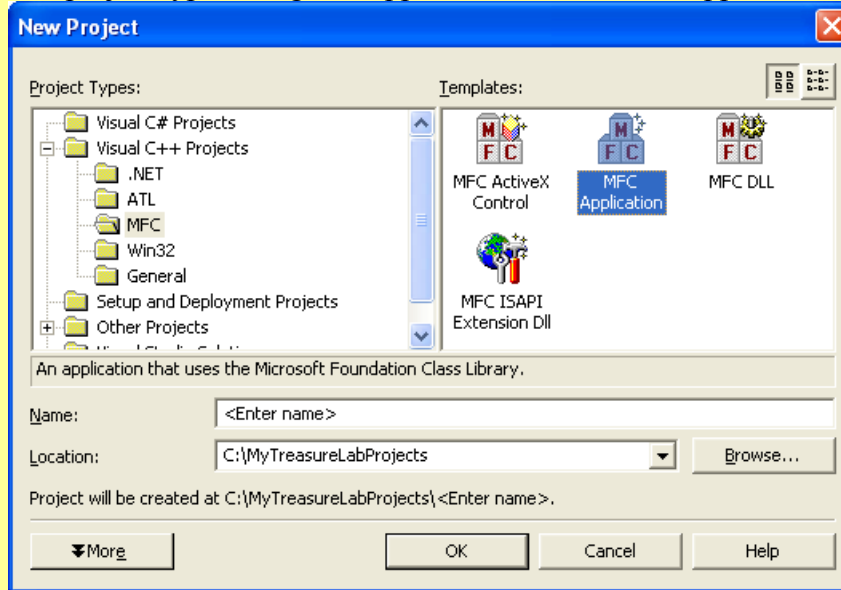 New Project
Project Types:
Templates:
Visual C# Projects
Visual C++ Projects
.NET
ATL
MFC
Win32
General
Setup and Deployment Projects
Other Projects
MFC ActiveX
Control
MFC
Application
MFC DLL
MFC ISAPI
Extension Dll
An application that uses the Microsoft Foundation Class Library.
Name:
<Enter name>
Location:
C:\MyTreasureLabProjects
Browse...
Project will be created at C:\MyTreasureLabProjects\<Enter name>.
More
OK
Cancel
Help